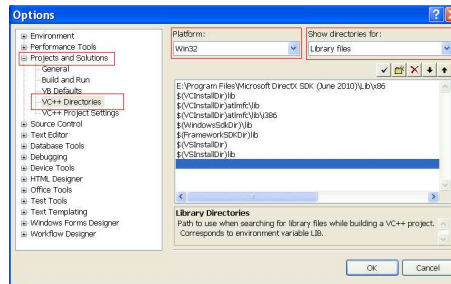 Options
Environment
Performance Tools
Projects and Solutions
General
Build and Run
VB Defaults
VC++ Directories
VC++ Project Settings
Source Control
Text Editor
Database Tools
Debugging
Device Tools
HTML Designer
Office Tools
Test Tools
Text Templating
Windows Forms Designer
Workflow Designer
Platform:
Show directories for:
Win32
Library files
E:\Program Files\Microsoft DirectX SDK (June 2010)\Lib\x86
$(VCInstallDir)lib
$(VCInstallDir)atlmfc\lib
$(VCInstallDir)atlmfc\lib\i386
$(WindowsSdkDir)\lib
$(FrameworkSDKDir)lib
$(VSInstallDir)
$(VSInstallDir)lib
Library Directories
Path to use when searching for library files while building a VC++ project.
Corresponds to environment variable LIB.
OK
Cancel